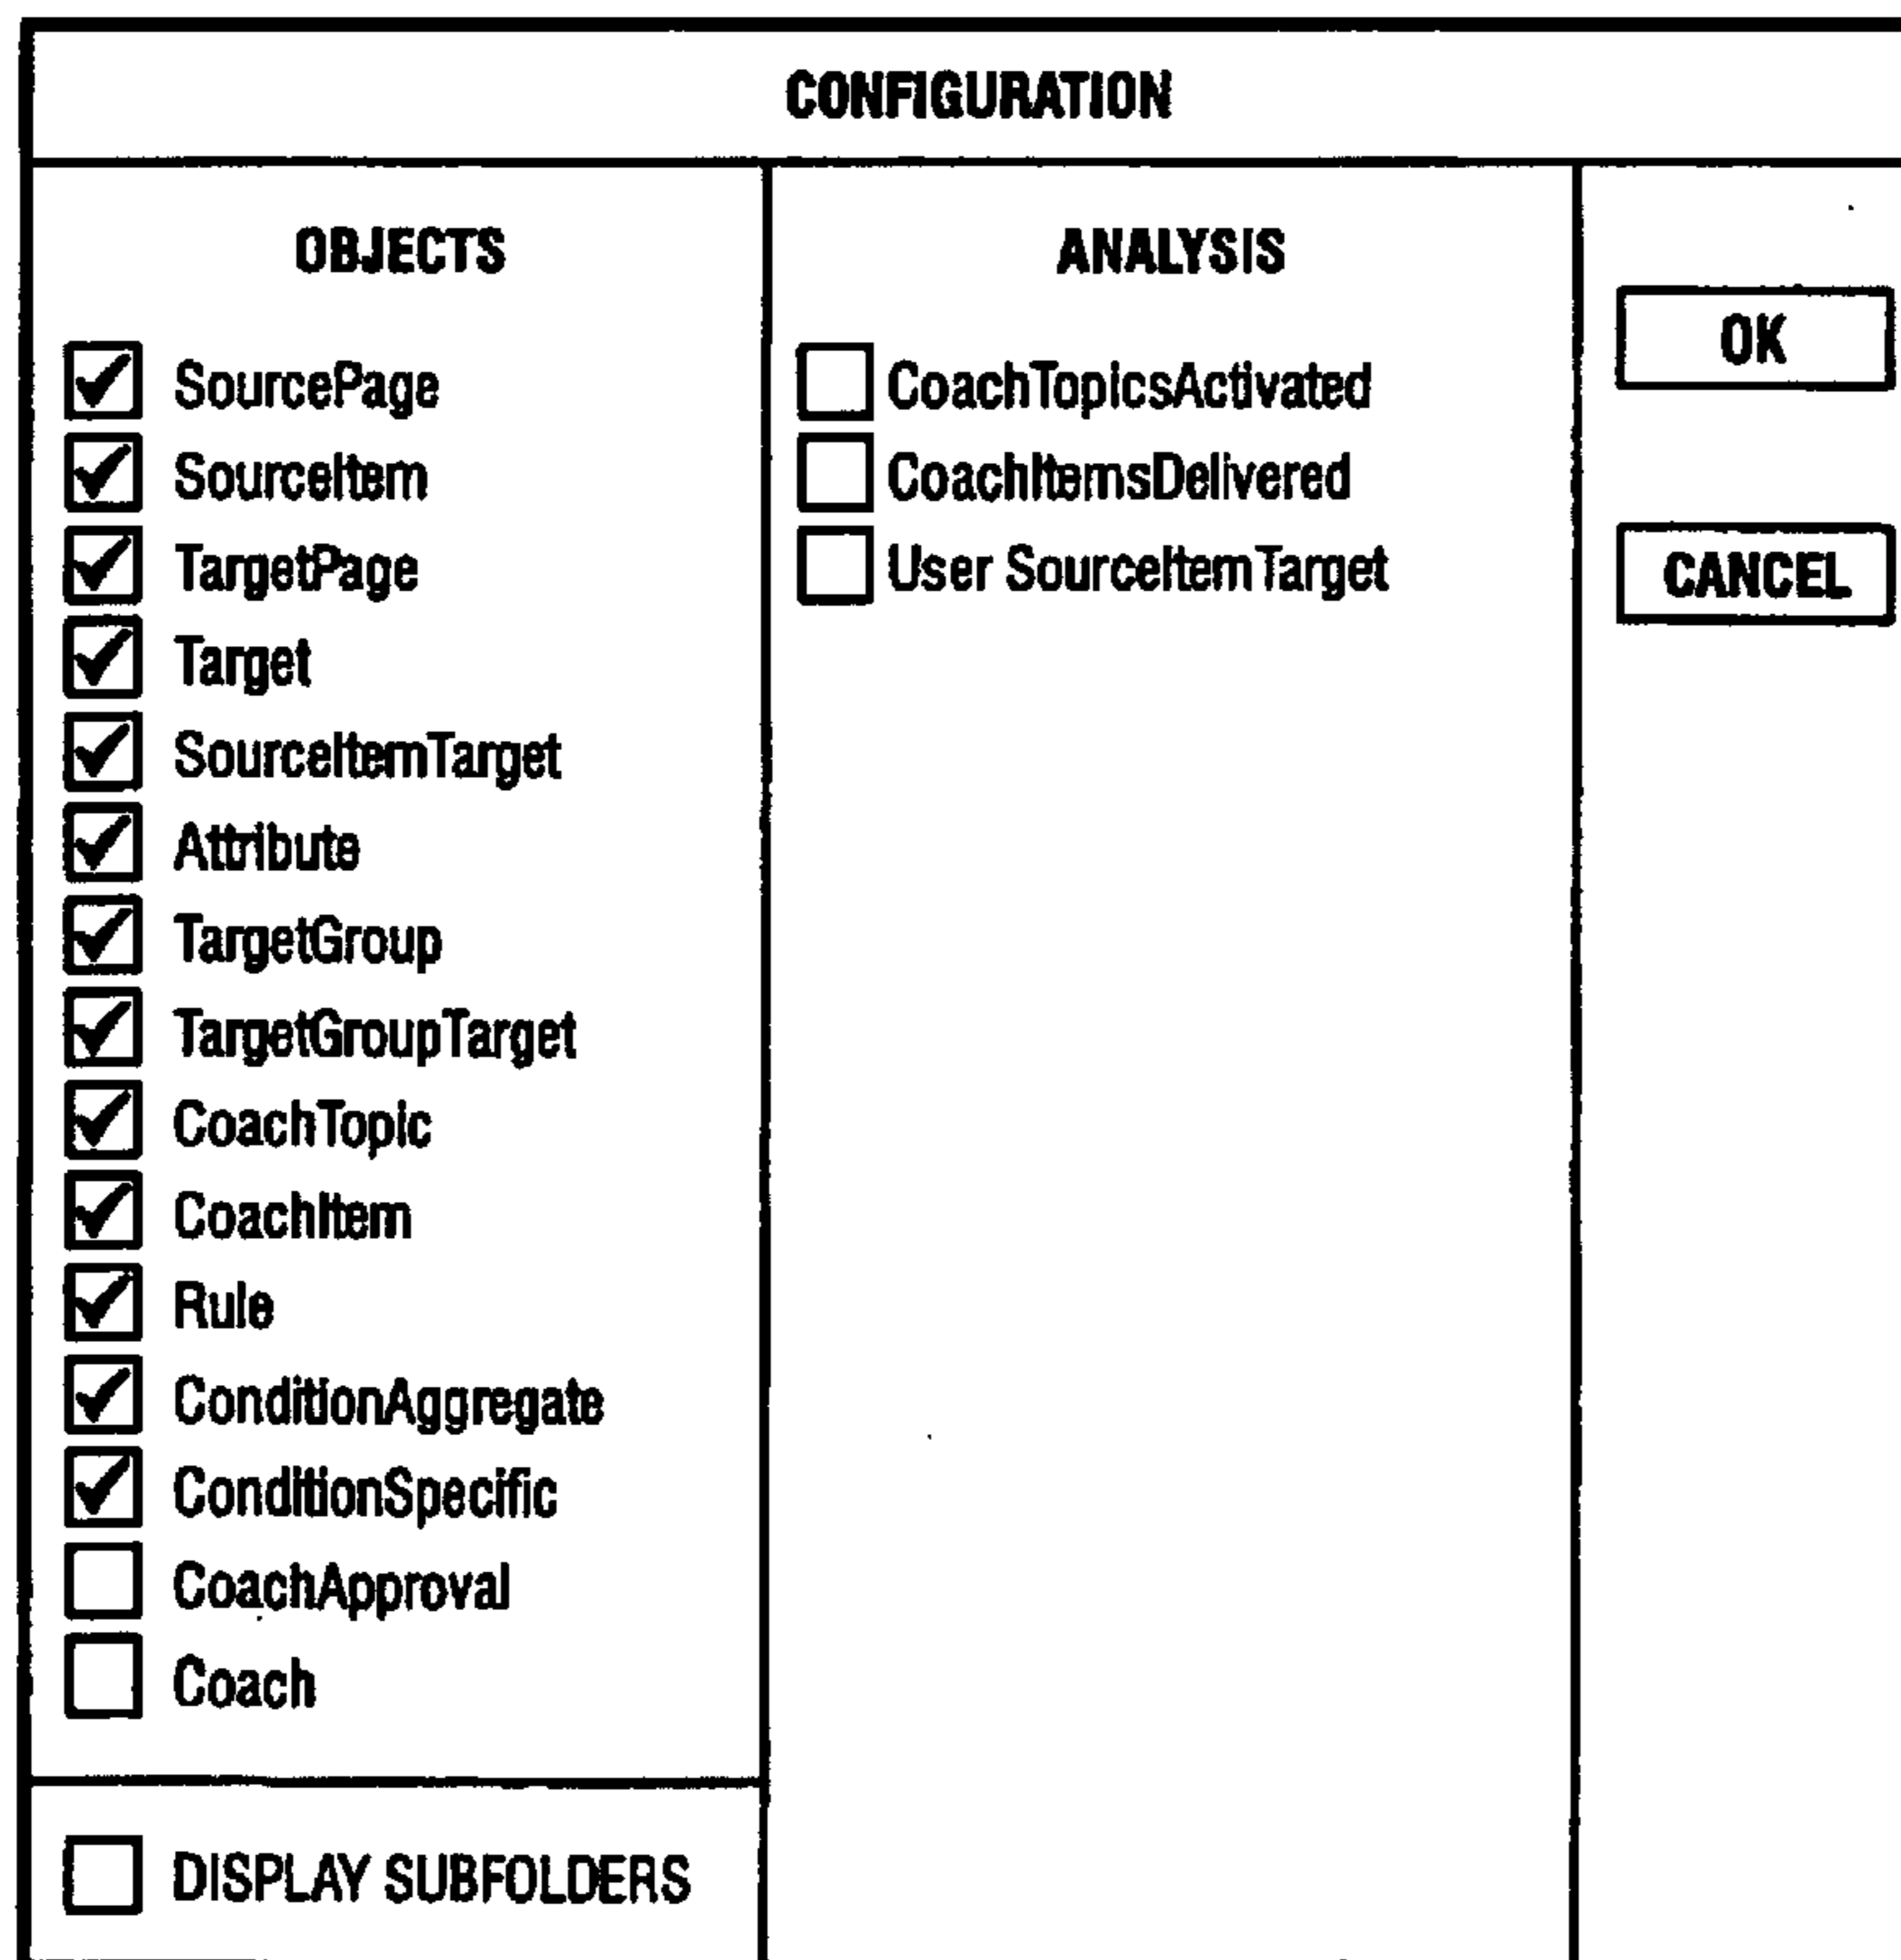 CONFIGURATION
OBJECTS
SourcePage
SourceItem
TargetPage
Target
SourceItemTarget
Attribute
TargetGroup
TargetGroupTarget
CoachTopic
CoachItem
Rule
ConditionAggregate
ConditionSpecific
CoachApproval
Coach
DISPLAY SUBFOLDERS
ANALYSIS
CoachTopicsActivated
CoachItemsDelivered
User SourceItemTarget
OK
CANCEL